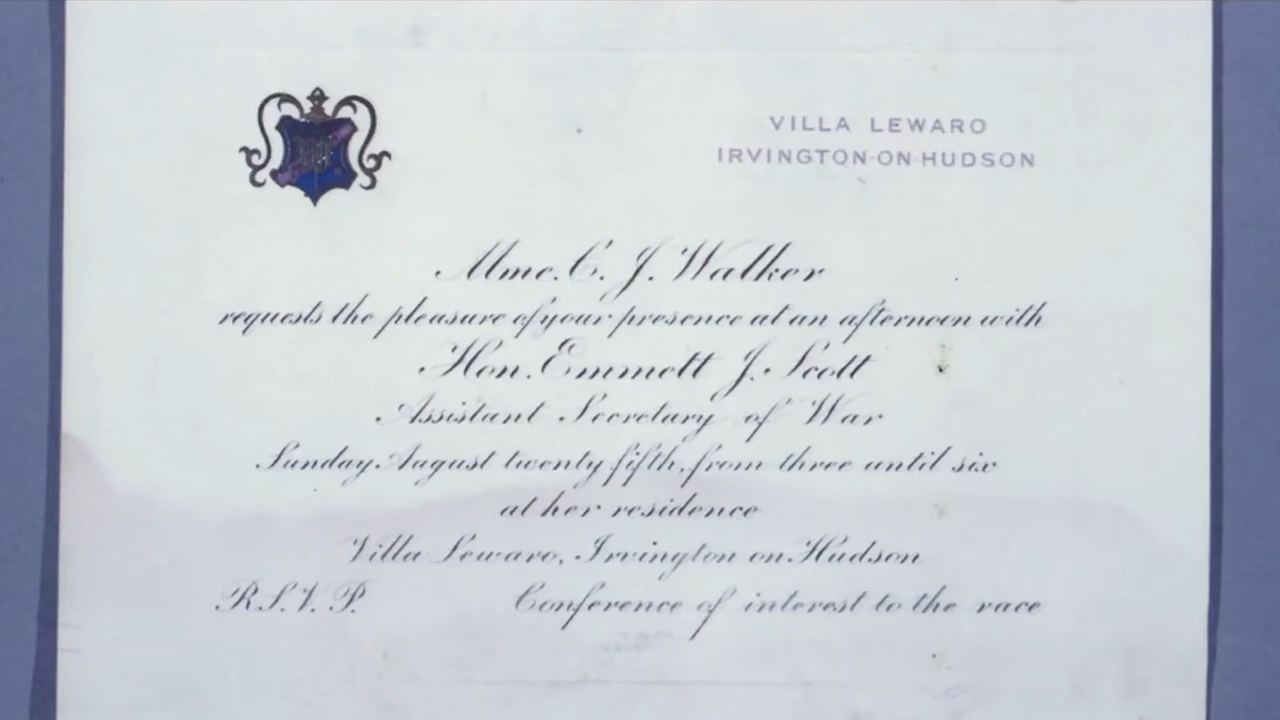 VILLA LEWARO
IRVINGTON-ON-HUDSON
Mme. C. J. Walker
requests the pleasure of your presence at an afternoon with
Hon. Emmett J. Scott
Assistant Secretary of War
Sunday August twenty fifth, from three until six
at her residence
Villa Lewaro, Irvington on Hudson
R.S.V.P. Conference of interest to the race